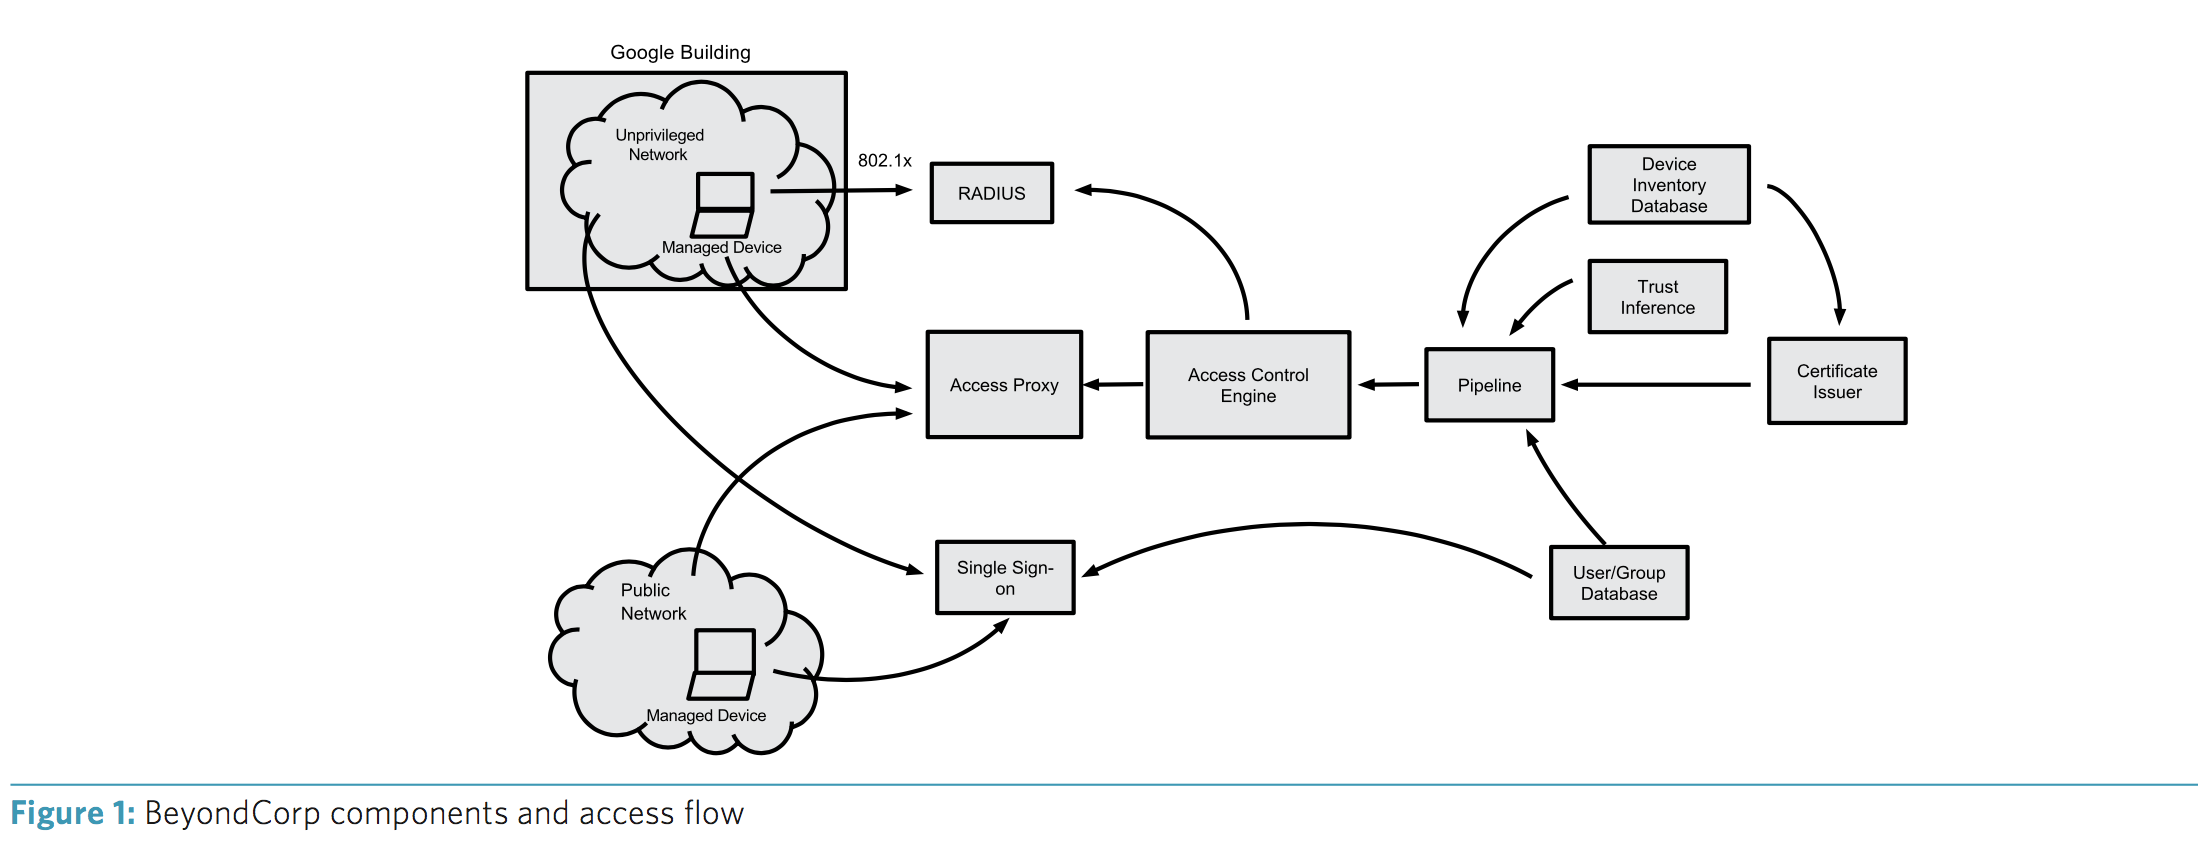 Google Building
Unprivileged
Network
Managed Device
802.1x
RADIUS
Device
Inventory
Database
Trust
Inference
Access Proxy
Access Control
Engine
Pipeline
Certificate
Issuer
Single Sign-
on
User/Group
Database
Public
Network
Managed Device
Figure 1: BeyondCorp components and access flow